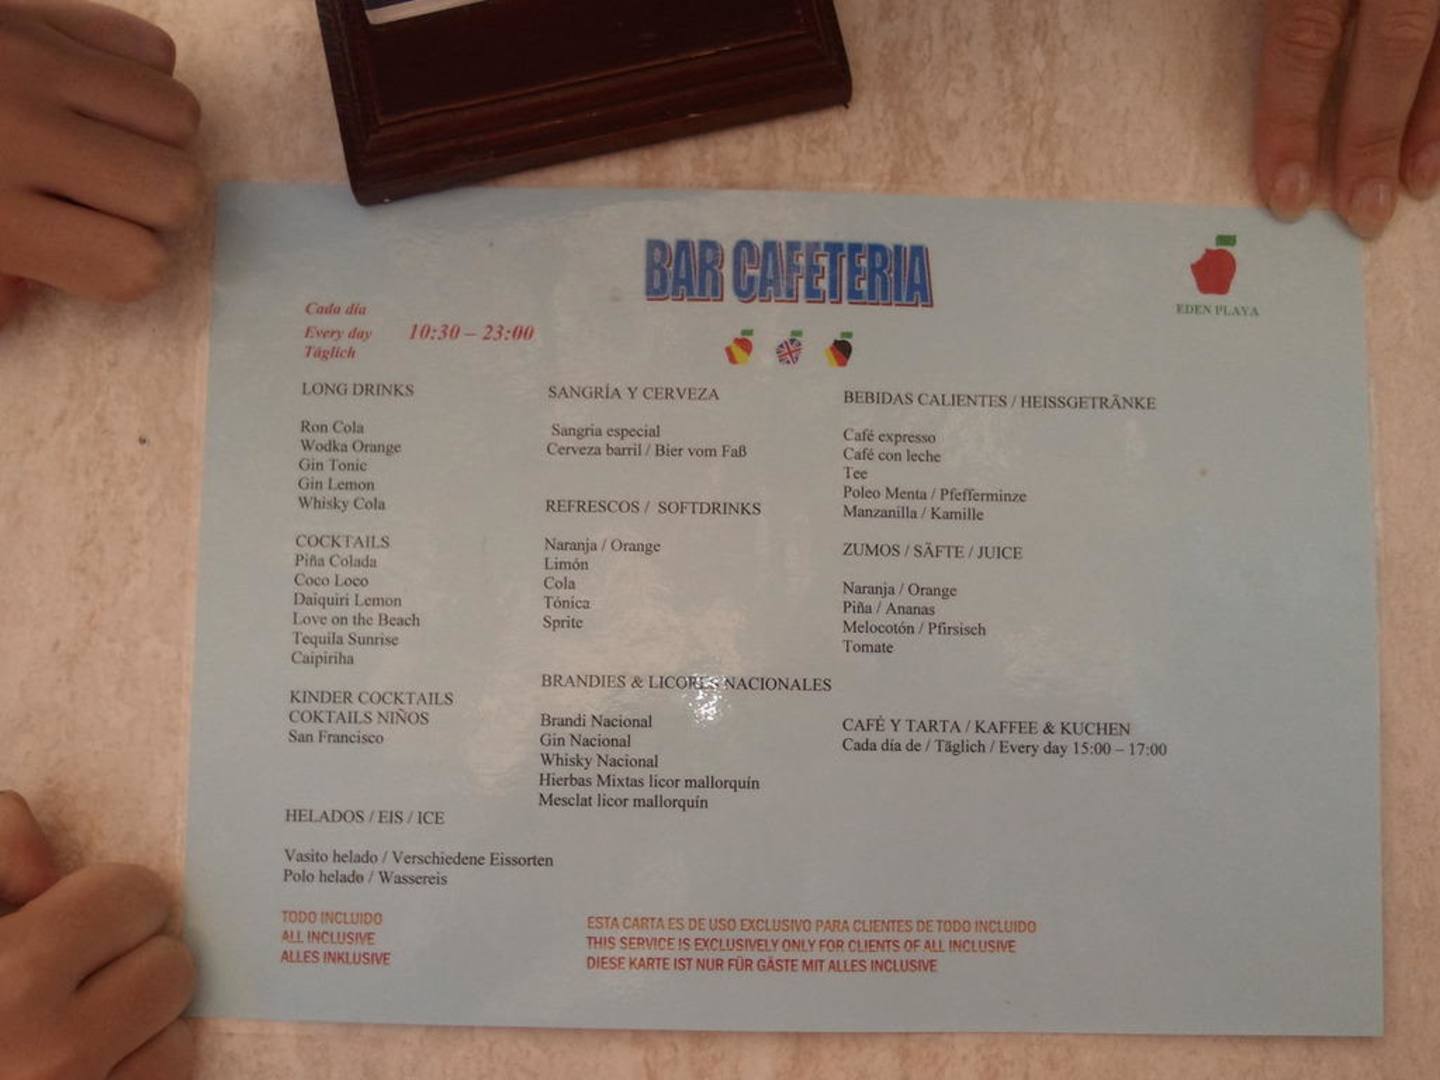 BAR CAFETERIA
EDEN PLAYA
Cada día
Every day 10:30 – 23:00
Täglich
LONG DRINKS
Ron Cola
Wodka Orange
Gin Tonic
Gin Lemon
Whisky Cola
COCKTAILS
Piña Colada
Coco Loco
Daiquiri Lemon
Love on the Beach
Tequila Sunrise
Caipiriha
KINDER COCKTAILS
COKTAILS NIÑOS
San Francisco
HELADOS / EIS / ICE
Vasito helado / Verschiedene Eissorten
Polo helado / Wassereis
SANGRÍA Y CERVEZA
Sangria especial
Cerveza barril / Bier vom Faß
REFRESCOS / SOFTDRINKS
Naranja / Orange
Limón
Cola
Tónica
Sprite
BRANDIES & LICORES NACIONALES
Brandi Nacional
Gin Nacional
Whisky Nacional
Hierbas Mixtas licor mallorquín
Mesclat licor mallorquín
BEBIDAS CALIENTES / HEISSGETRÄNKE
Café expresso
Café con leche
Tee
Poleo Menta / Pfefferminze
Manzanilla / Kamille
ZUMOS / SÄFTE / JUICE
Naranja / Orange
Piña / Ananas
Melocotón / Pfirsisch
Tomate
CAFÉ Y TARTA / KAFFEE & KUCHEN
Cada día de / Täglich / Every day 15:00 – 17:00
TODO INCLUIDO
ALL INCLUSIVE
ALLES INKLUSIVE
ESTA CARTA ES DE USO EXCLUSIVO PARA CLIENTES DE TODO INCLUIDO
THIS SERVICE IS EXCLUSIVELY ONLY FOR CLIENTS OF ALL INCLUSIVE
DIESE KARTE IST NUR FÜR GÄSTE MIT ALLES INCLUSIVE